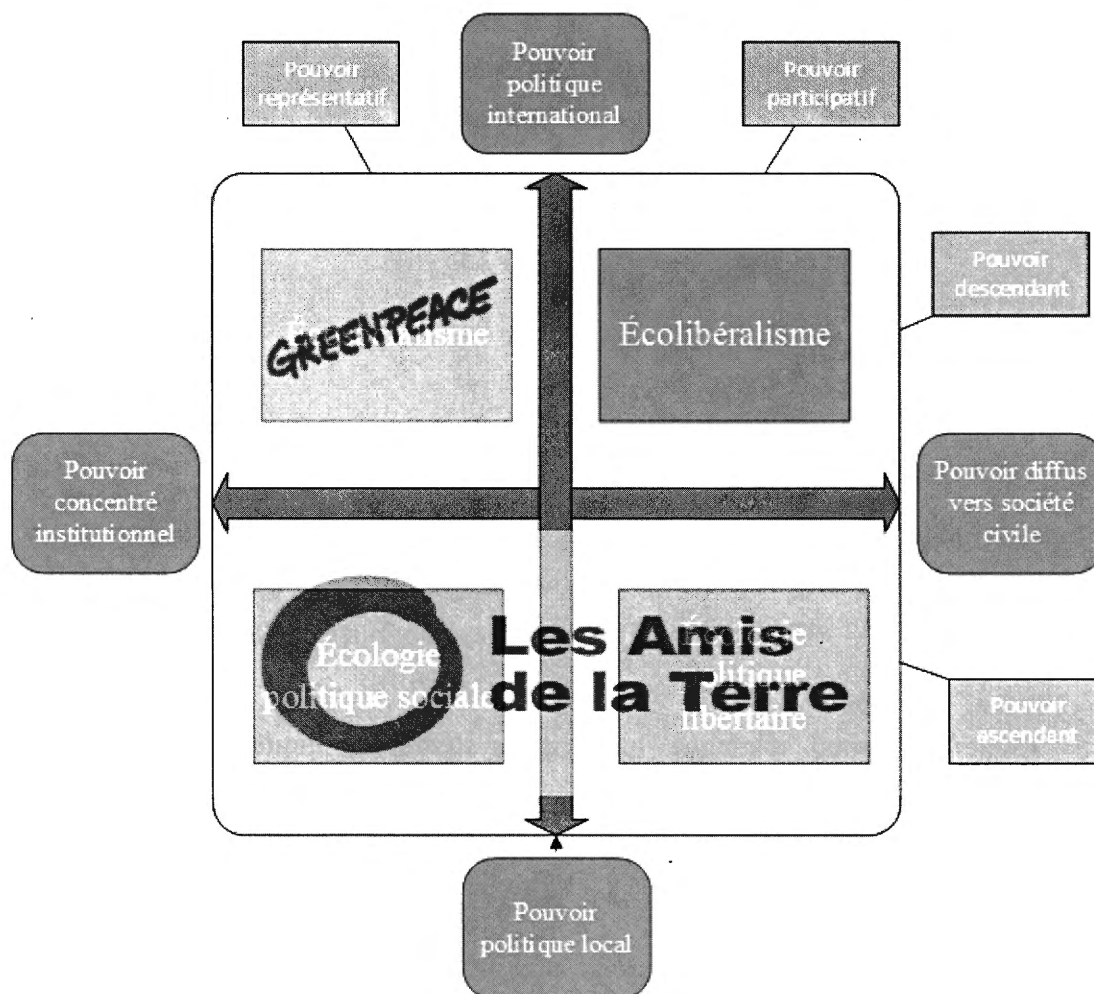 Pouvoir
représentatif
Pouvoir
politique
international
Pouvoir
participatif
Pouvoir
descendant
GREENPEACE
Écolibéralisme
Pouvoir
concentré
institutionnel
Pouvoir diffus
vers société
civile
Écologie
politique sociale
Les Amis
de la Terre
libertaire
Pouvoir
ascendant
Pouvoir
politique local